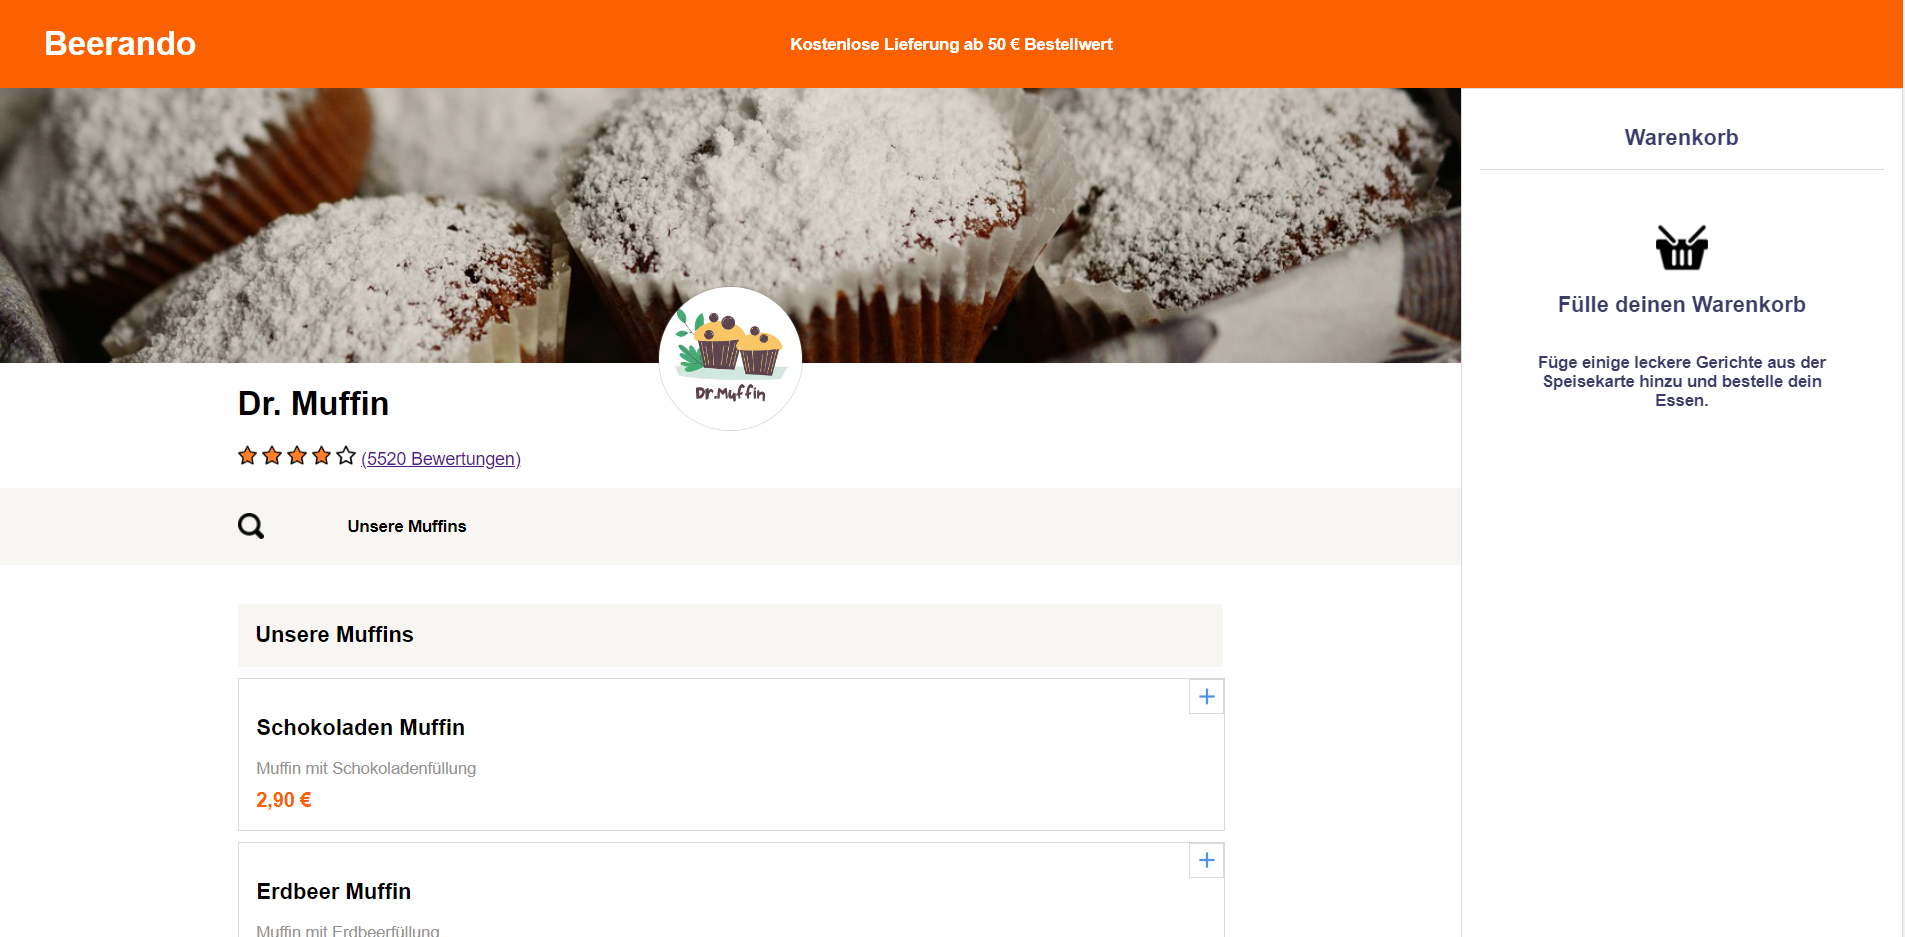 Beerando
Kostenlose Lieferung ab 50 € Bestellwert
Warenkorb
Fülle deinen Warenkorb
Füge einige leckere Gerichte aus der
Speisekarte hinzu und bestelle dein
Essen.
Dr.Muffin
Dr. Muffin
(5520 Bewertungen)
Unsere Muffins
Unsere Muffins
Schokoladen Muffin
Muffin mit Schokoladenfüllung
2,90 €
Erdbeer Muffin
Muffin mit Erdbeerfüllung